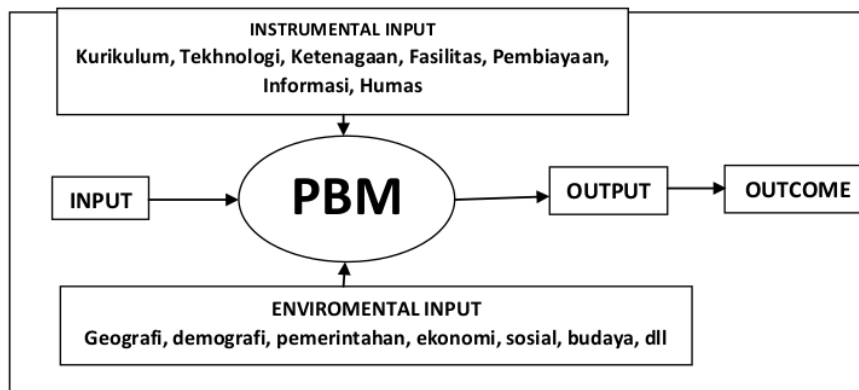 INSTRUMENTAL INPUT
Kurikulum, Tekhnologi, Ketenagaan, Fasilitas, Pembiayaan,
Informasi, Humas
INPUT
PBM
OUTPUT
OUTCOME
ENVIROMENTAL INPUT
Geografi, demografi, pemerintahan, ekonomi, sosial, budaya, dll